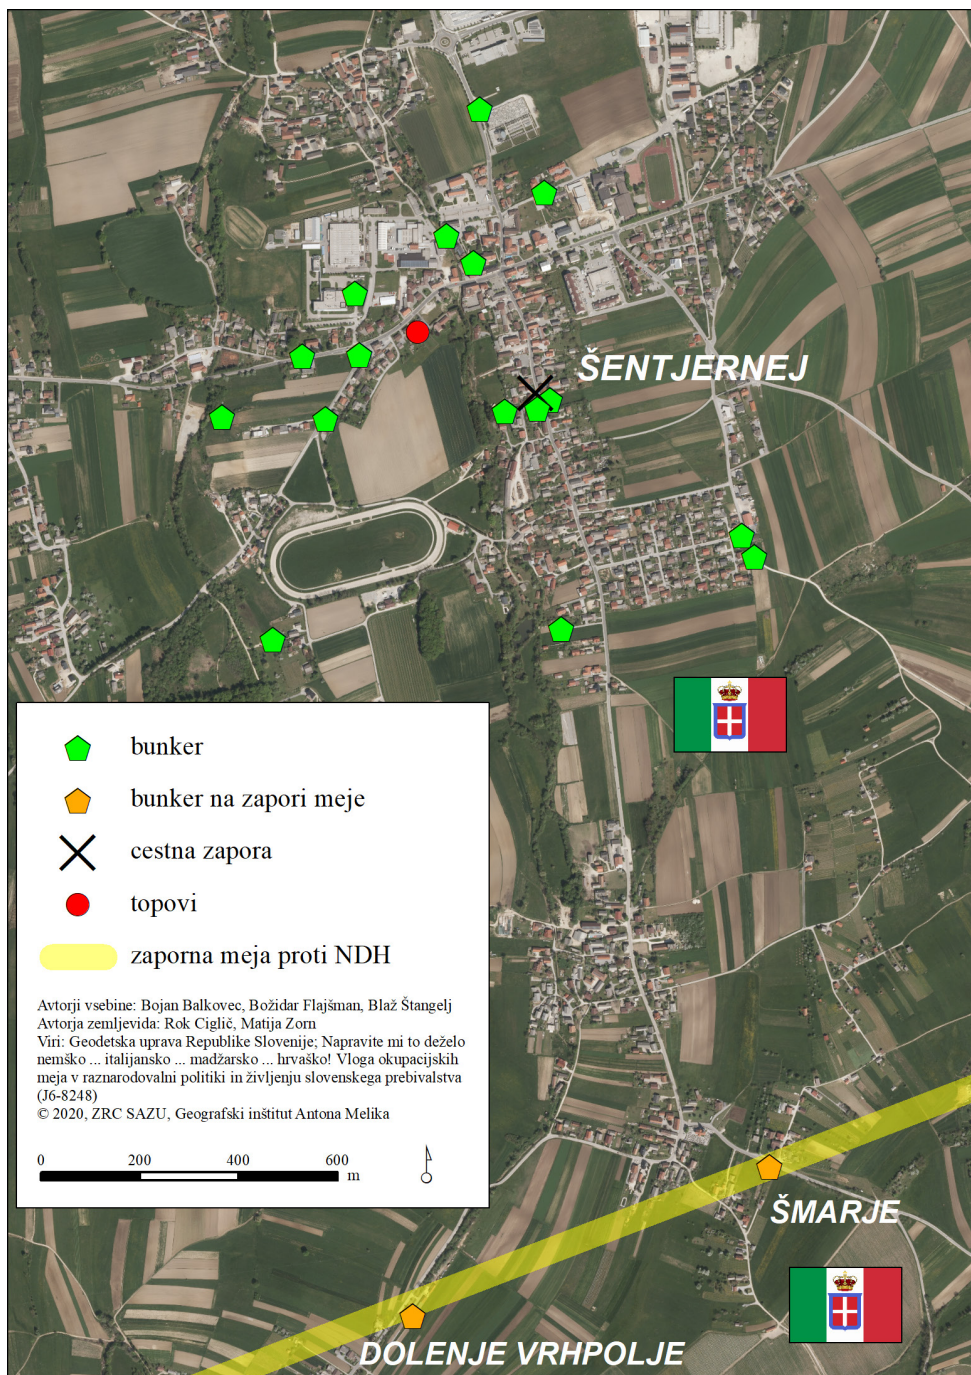 ŠENTJERNEJ
bunker
bunker na zapori meje
cestna zapora
topovi
zaporna meja proti NDH
Avtorji vsebine: Bojan Balkovec, Božidar Flajšman, Blaž Štangelj
Avtorja zemljevida: Rok Ciglič, Matija Zorn
Viri: Geodetska uprava Republike Slovenije; Napravite mi to deželo
nemško ... italijansko ... madžarsko ... hrvaško! Vloga okupacijskih
meja v raznarodovalni politiki in življenju slovenskega prebivalstva
(J6-8248)
© 2020, ZRC SAZU, Geografski inštitut Antona Melika
0 200 400 600
m
ŠMARJE
DOLENJE VRHPOLJE